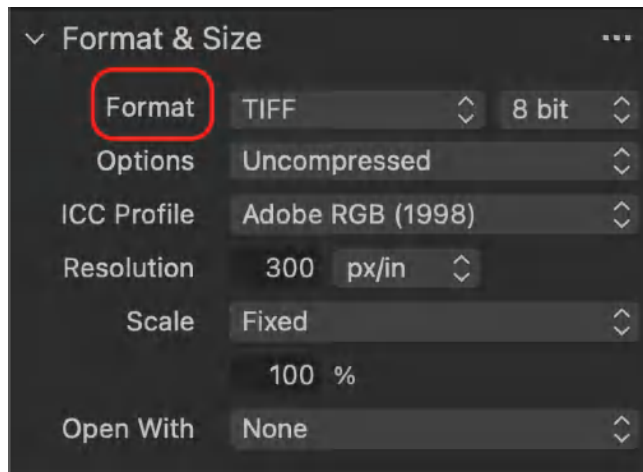 Format & Size
Format TIFF 8 bit
Options Uncompressed
ICC Profile Adobe RGB (1998)
Resolution 300 px/in
Scale Fixed
100 %
Open With None